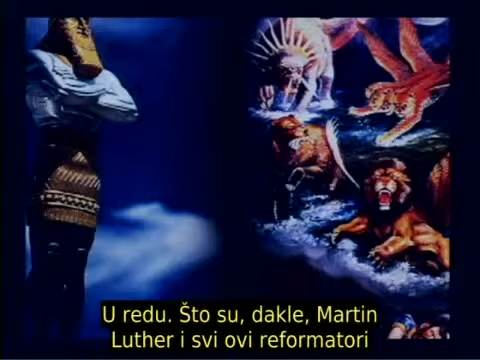 U redu. Što su, dakle, Martin
Luther i svi ovi reformatori